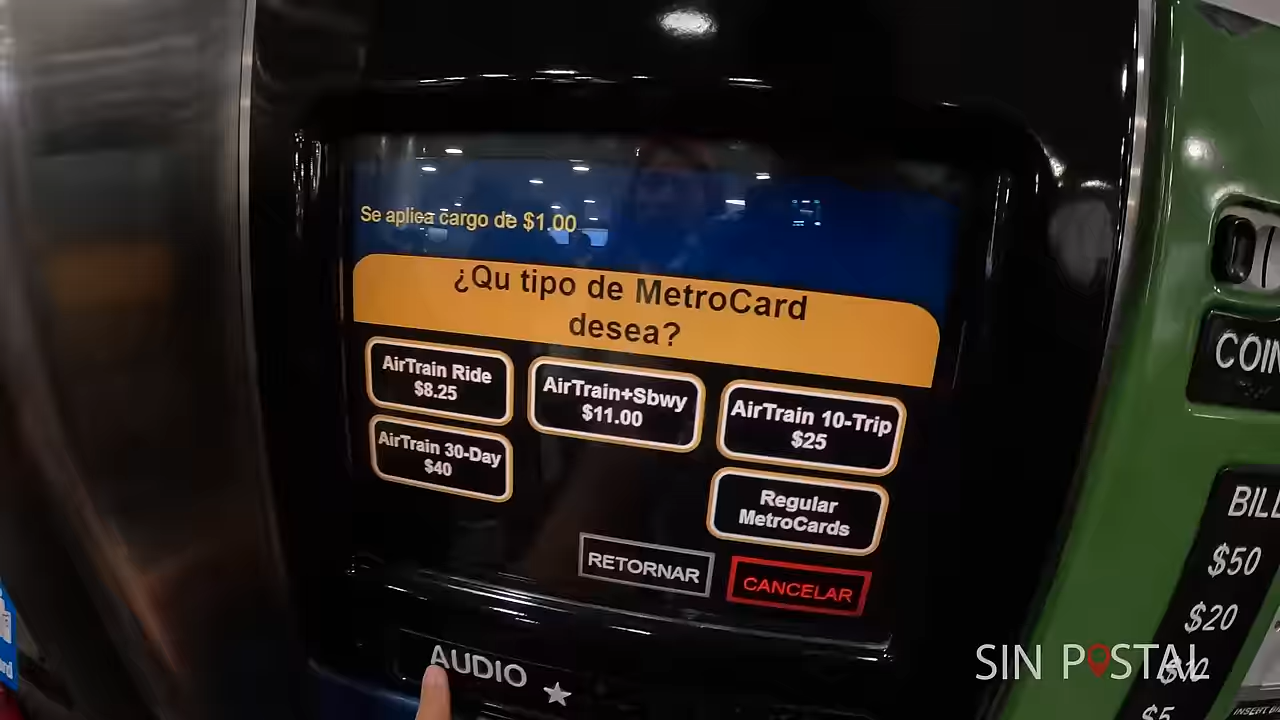 Se aplica cargo de $1.00
¿Qu tipo de MetroCard
desea?
AirTrain Ride
$8.25
AirTrain+Sbwy
$11.00
AirTrain 10-Trip
$25
AirTrain 30-Day
$40
Regular
MetroCards
RETORNAR
CANCELAR
AUDIO
COIN
BILL
$50
$20
$10
$5
SIN POSTAL